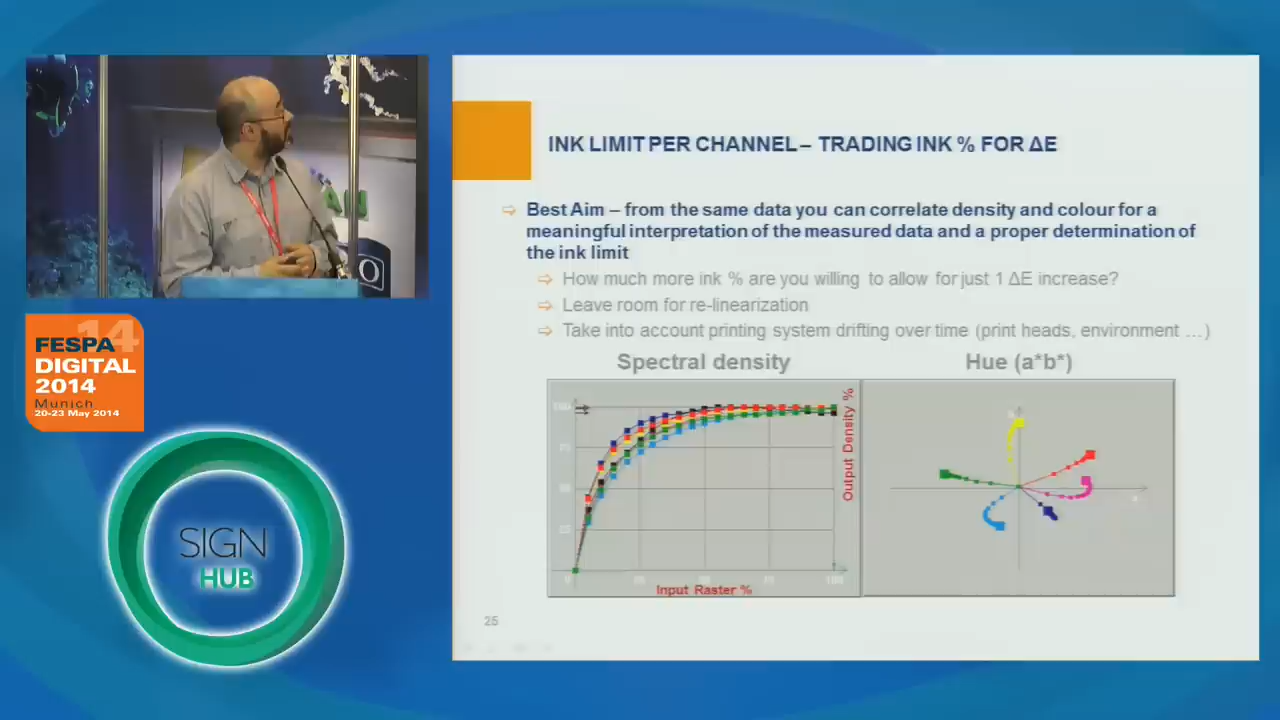 INK LIMIT PER CHANNEL – TRADING INK % FOR ΔE
Best Aim – from the same data you can correlate density and colour for a
meaningful interpretation of the measured data and a proper determination of
the ink limit
How much more ink % are you willing to allow for just 1 ΔE increase?
Leave room for re-linearization
Take into account printing system drifting over time (print heads, environment …)
Spectral density
Hue (a*b*)
Output Density %
100
0
100
Input Raster %
25
14
FESPA
DIGITAL
2014
Munich
20-23 May 2014
SIGN
HUB